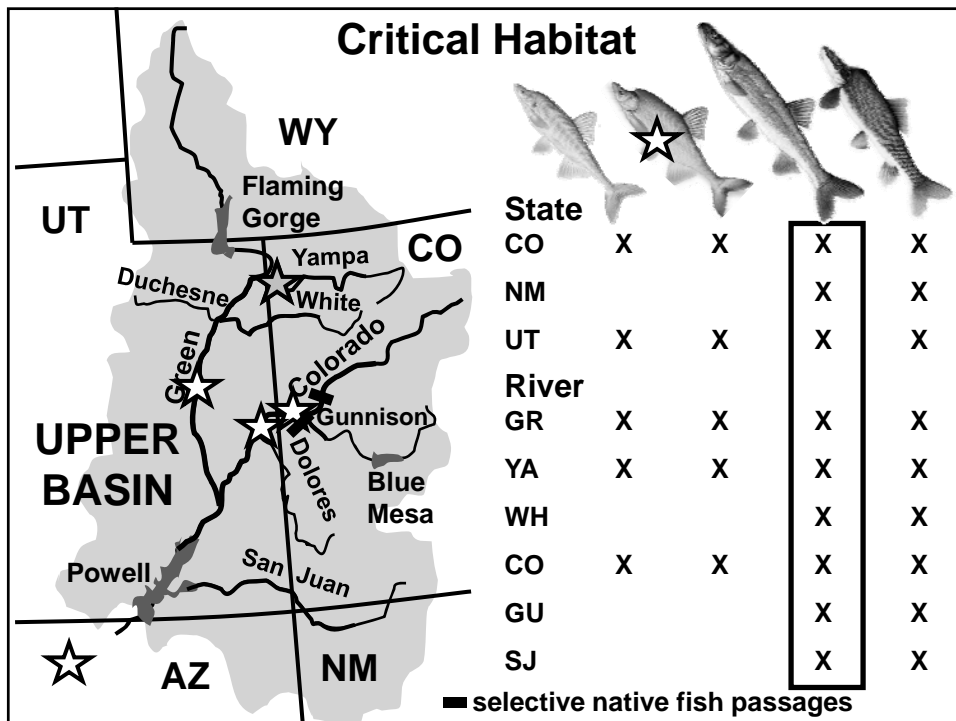 Critical Habitat
WY
Flaming
Gorge
UT
CO
Yampa
Duchesne
White
Green
Colorado
Gunnison
UPPER
BASIN
Dolores
Blue
Mesa
Powell
San Juan
AZ
NM
State
CO X X X X
NM X X
UT X X X X
River
GR X X X X
YA X X X X
WH X X
CO X X X X
GU X X
SJ X X
selective native fish passages